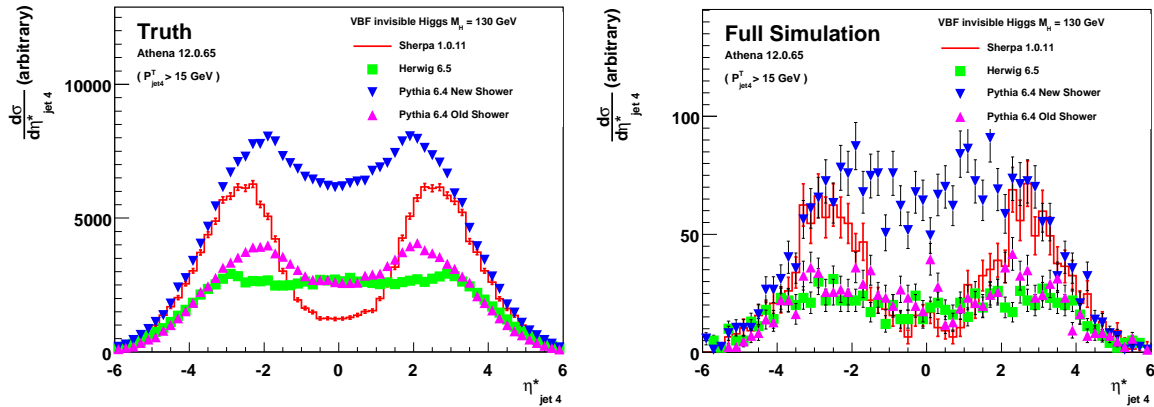 Truth
Athena 12.0.65
( P^T_jet4 > 15 GeV )
VBF invisible Higgs M_H = 130 GeV
Sherpa 1.0.11
Herwig 6.5
Pythia 6.4 New Shower
Pythia 6.4 Old Shower
dσ/dη*_jet 4 (arbitrary)
10000
5000
0
-6 -4 -2 0 2 4 6
η*_jet 4
Full Simulation
Athena 12.0.65
( P^T_jet4 > 15 GeV )
VBF invisible Higgs M_H = 130 GeV
Sherpa 1.0.11
Herwig 6.5
Pythia 6.4 New Shower
Pythia 6.4 Old Shower
dσ/dη*_jet 4 (arbitrary)
100
50
0
-6 -4 -2 0 2 4 6
η*_jet 4